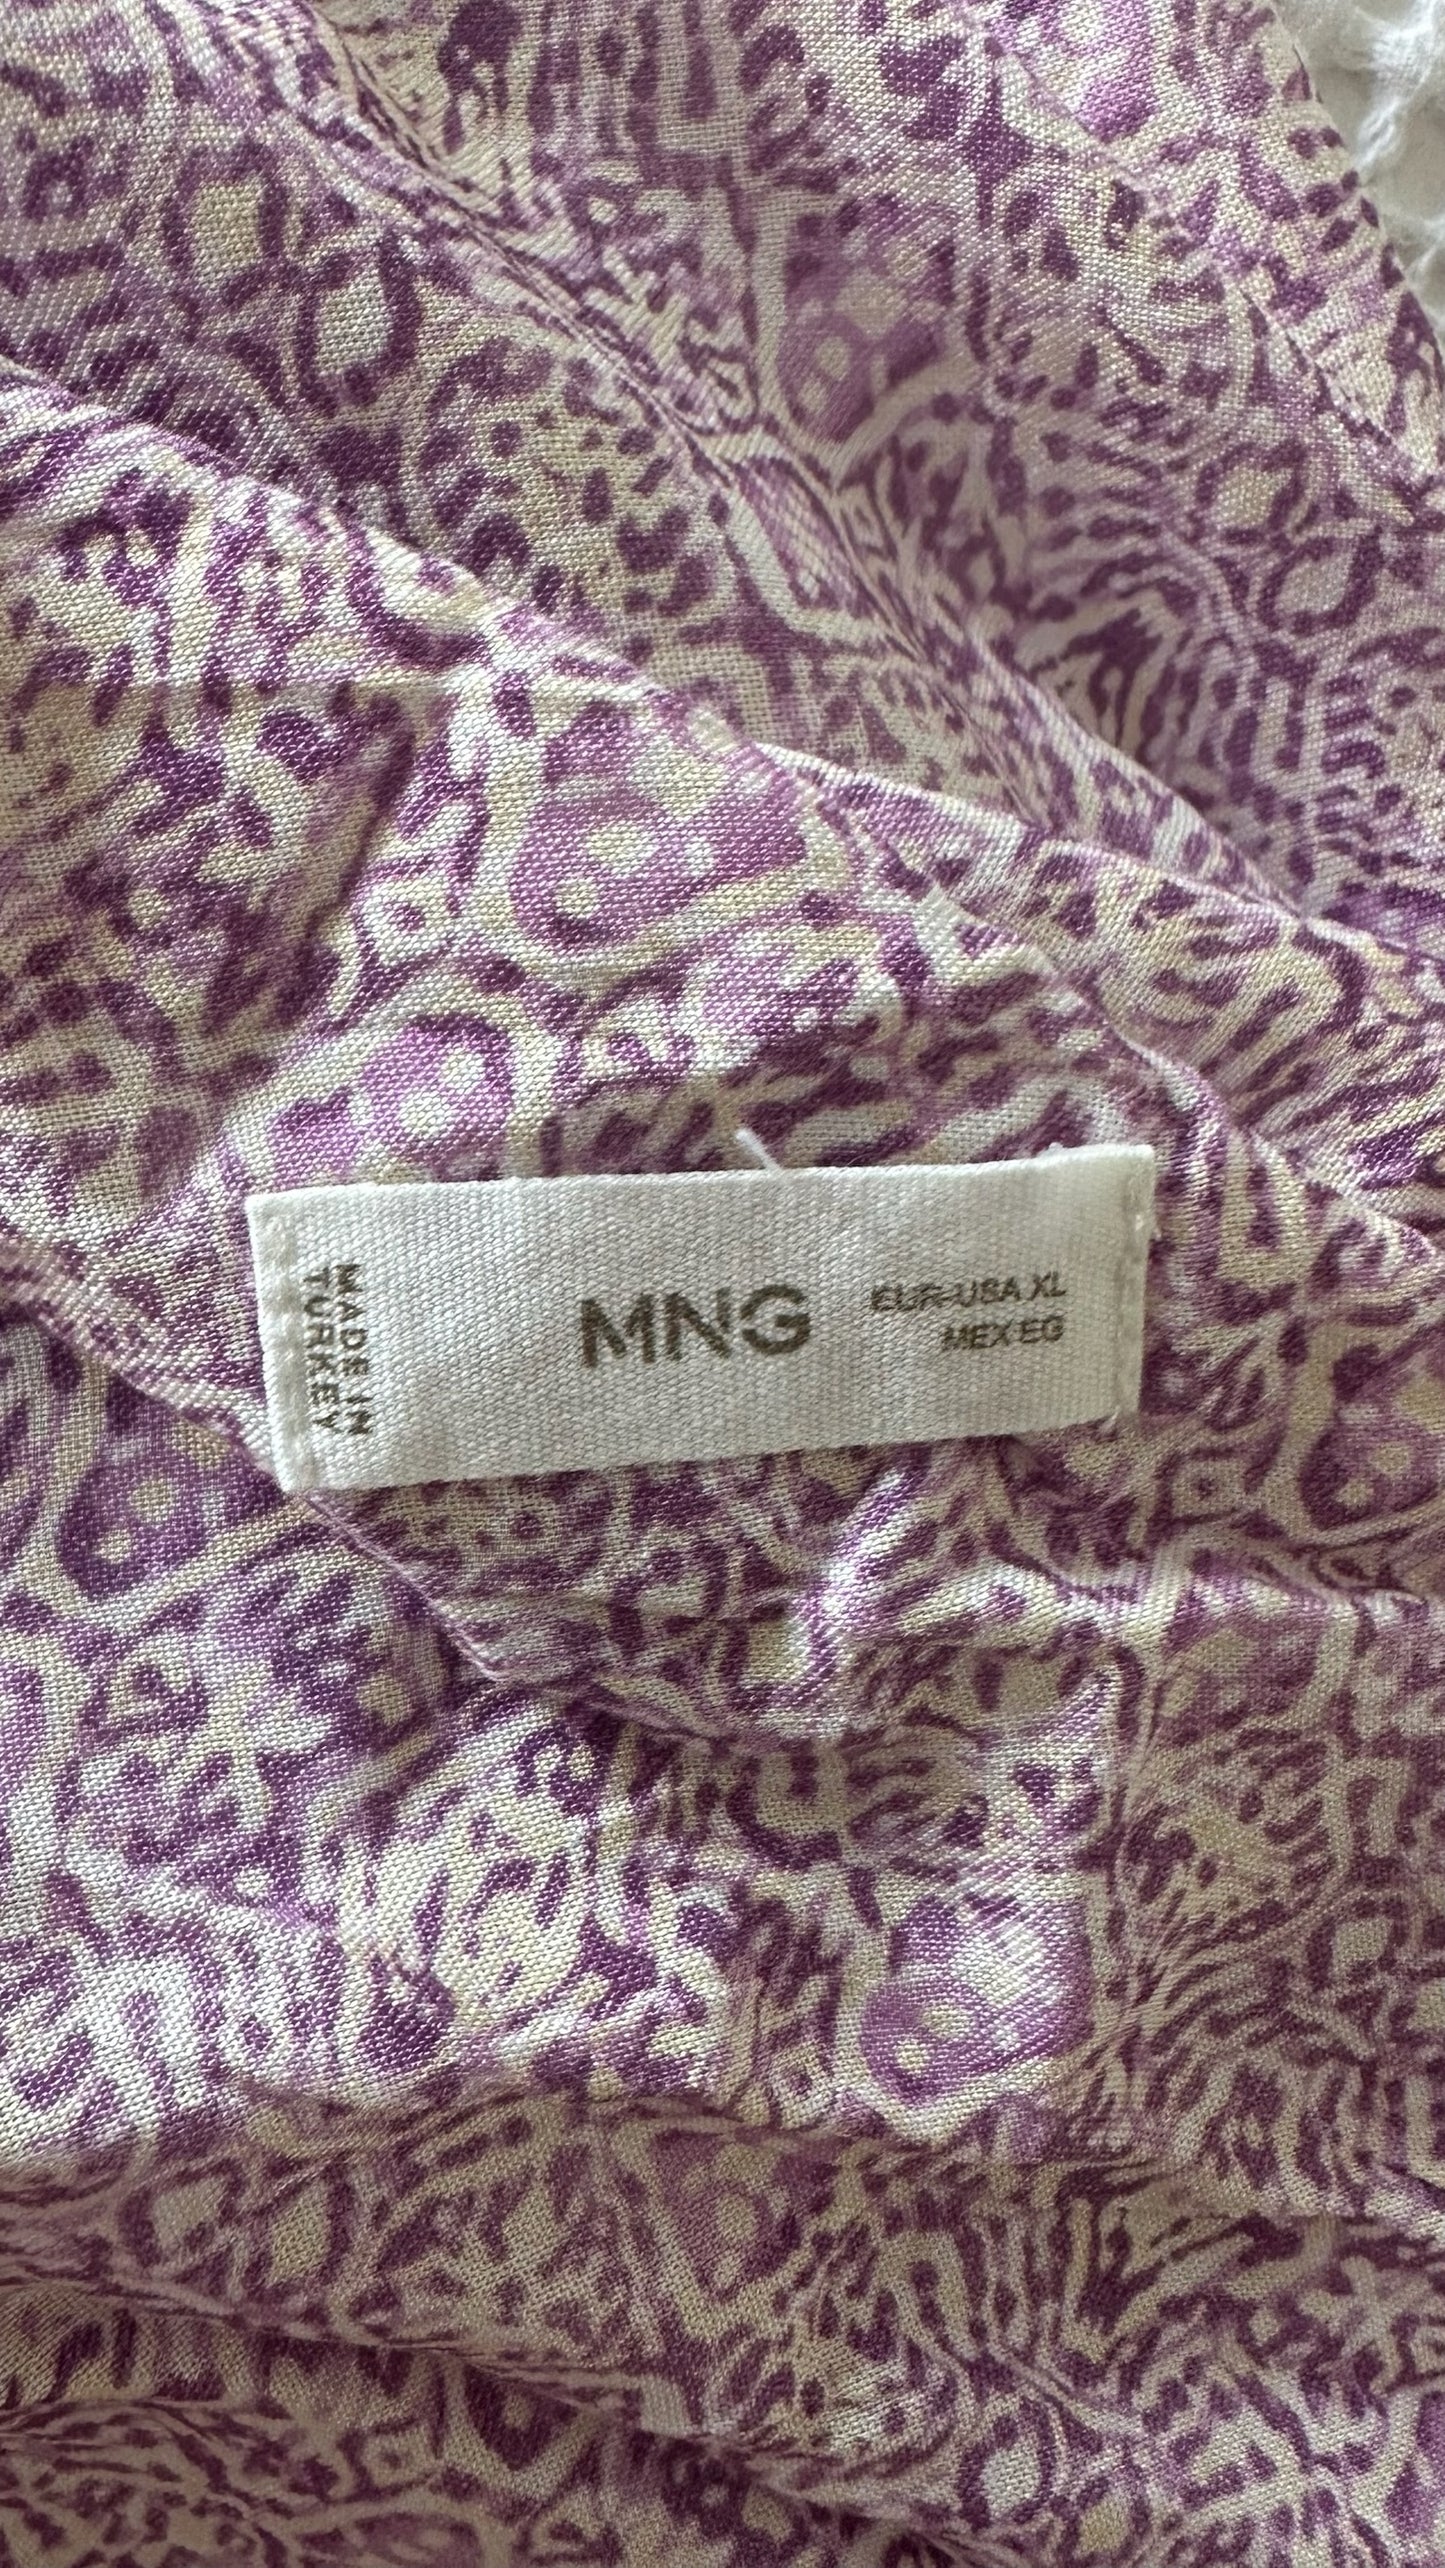 MADE IN
TURKEY
MNG
EUR-USA XL
MEX EG